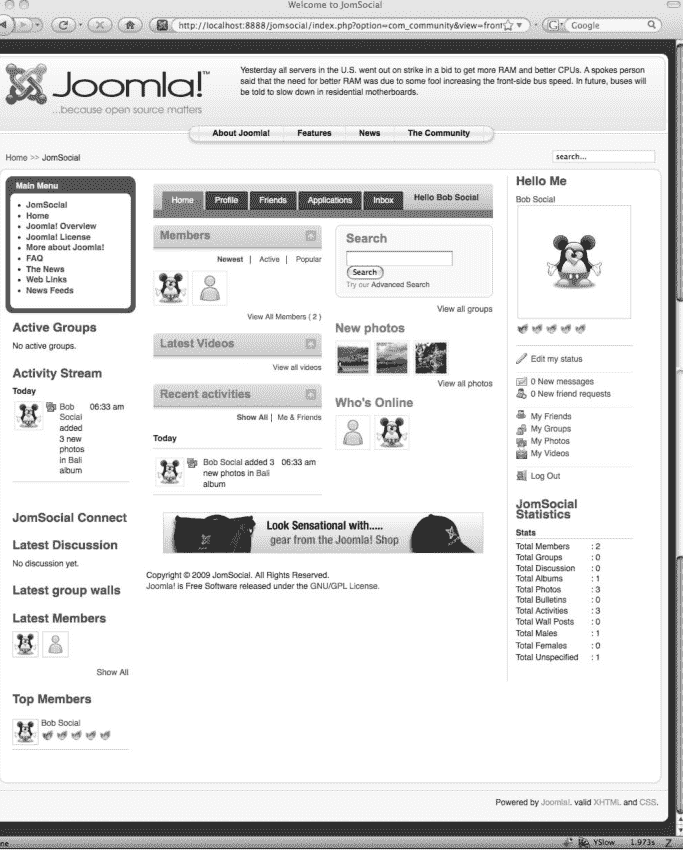 Welcome to JomSocial
http://localhost:8888/jomsocial/index.php?option=com_community&view=front
Google
Joomla!™
...because open source matters
Yesterday all servers in the U.S. went out on strike in a bid to get more RAM and better CPUs. A spokes person
said that the need for better RAM was due to some fool increasing the front-side bus speed. In future, buses will
be told to slow down in residential motherboards.
About Joomla! Features News The Community
Home >> JomSocial
search...
Main Menu
JomSocial
Home
Joomla! Overview
Joomla! License
More about Joomla!
FAQ
The News
Web Links
News Feeds
Active Groups
No active groups.
Activity Stream
Today
Bob 06:33 am
Social
added
3 new
photos
in Bali
album
JomSocial Connect
Latest Discussion
No discussion yet.
Latest group walls
Latest Members
Show All
Top Members
Bob Social
Home Profile Friends Applications Inbox Hello Bob Social
Members
Newest | Active | Popular
View All Members ( 2 )
Latest Videos
View all videos
Recent activities
Show All | Me & Friends
Today
Bob Social added 3 06:33 am
new photos in Bali
album
Search
Search
Try our Advanced Search
View all groups
New photos
View all photos
Who's Online
Look Sensational with.....
gear from the Joomla! Shop
Copyright © 2009 JomSocial. All Rights Reserved.
Joomla! is Free Software released under the GNU/GPL License.
Hello Me
Bob Social
Edit my status
0 New messages
0 New friend requests
My Friends
My Groups
My Photos
My Videos
Log Out
JomSocial
Statistics
Stats
Total Members : 2
Total Groups : 0
Total Discussion : 0
Total Albums : 1
Total Photos : 3
Total Bulletins : 0
Total Activities : 3
Total Wall Posts : 0
Total Males : 1
Total Females : 0
Total Unspecified : 1
Powered by Joomla!. valid XHTML and CSS.
ne
YSlow 1.973s